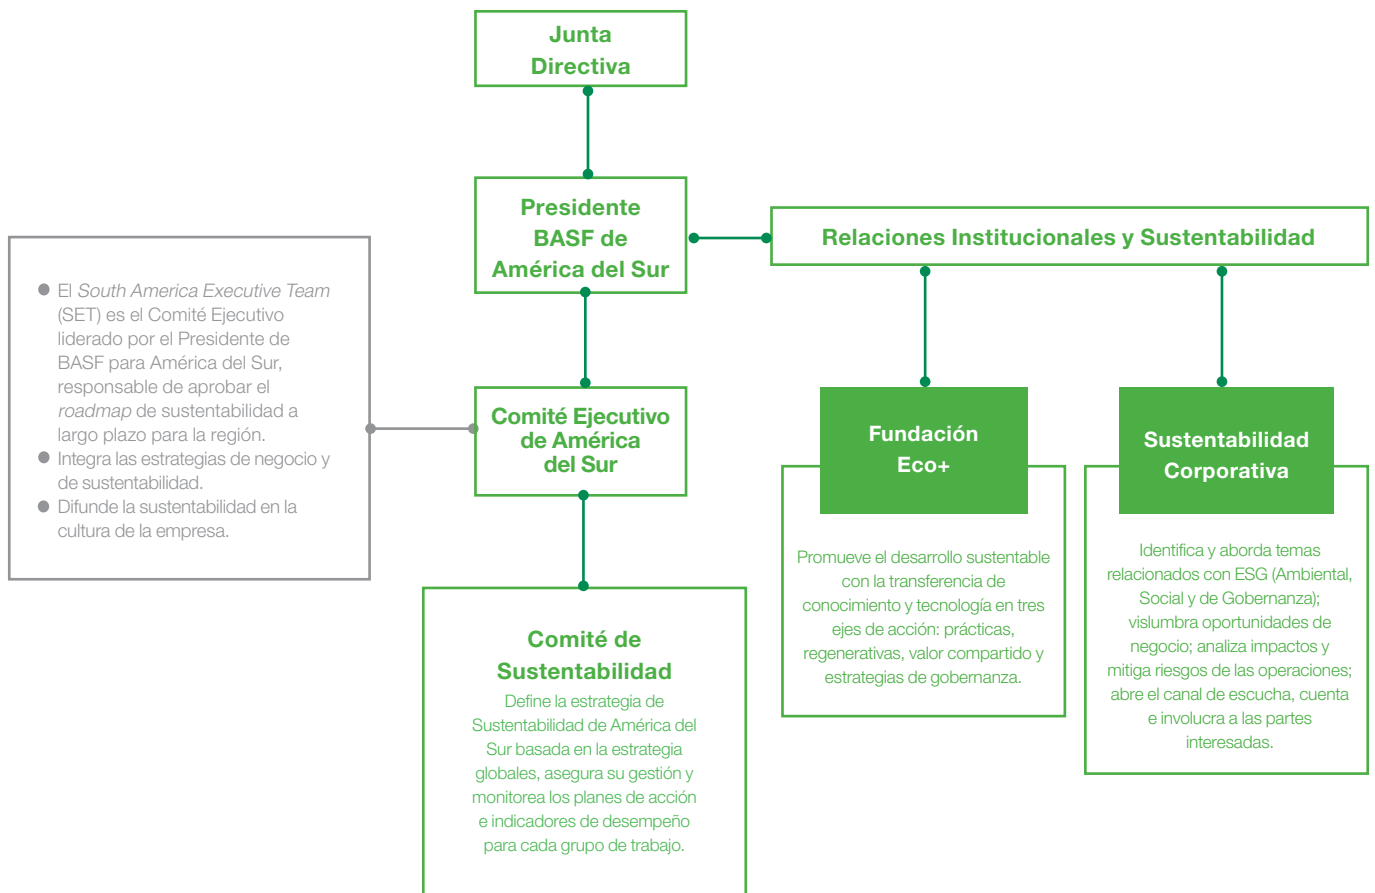 Junta
Directiva
Presidente
BASF de
América del Sur
Relaciones Institucionales y Sustentabilidad
El South America Executive Team
(SET) es el Comité Ejecutivo
liderado por el Presidente de
BASF para América del Sur,
responsable de aprobar el
roadmap de sustentabilidad a
largo plazo para la región.
Integra las estrategias de negocio y
de sustentabilidad.
Difunde la sustentabilidad en la
cultura de la empresa.
Comité Ejecutivo
de América
del Sur
Fundación
Eco+
Promueve el desarrollo sustentable
con la transferencia de
conocimiento y tecnología en tres
ejes de acción: prácticas,
regenerativas, valor compartido y
estrategias de gobernanza.
Sustentabilidad
Corporativa
Identifica y aborda temas
relacionados con ESG (Ambiental,
Social y de Gobernanza);
vislumbra oportunidades de
negocio; analiza impactos y
mitiga riesgos de las operaciones;
abre el canal de escucha, cuenta
e involucra a las partes
interesadas.
Comité de
Sustentabilidad
Define la estrategia de
Sustentabilidad de América del
Sur basada en la estrategia
globales, asegura su gestión y
monitorea los planes de acción
e indicadores de desempeño
para cada grupo de trabajo.